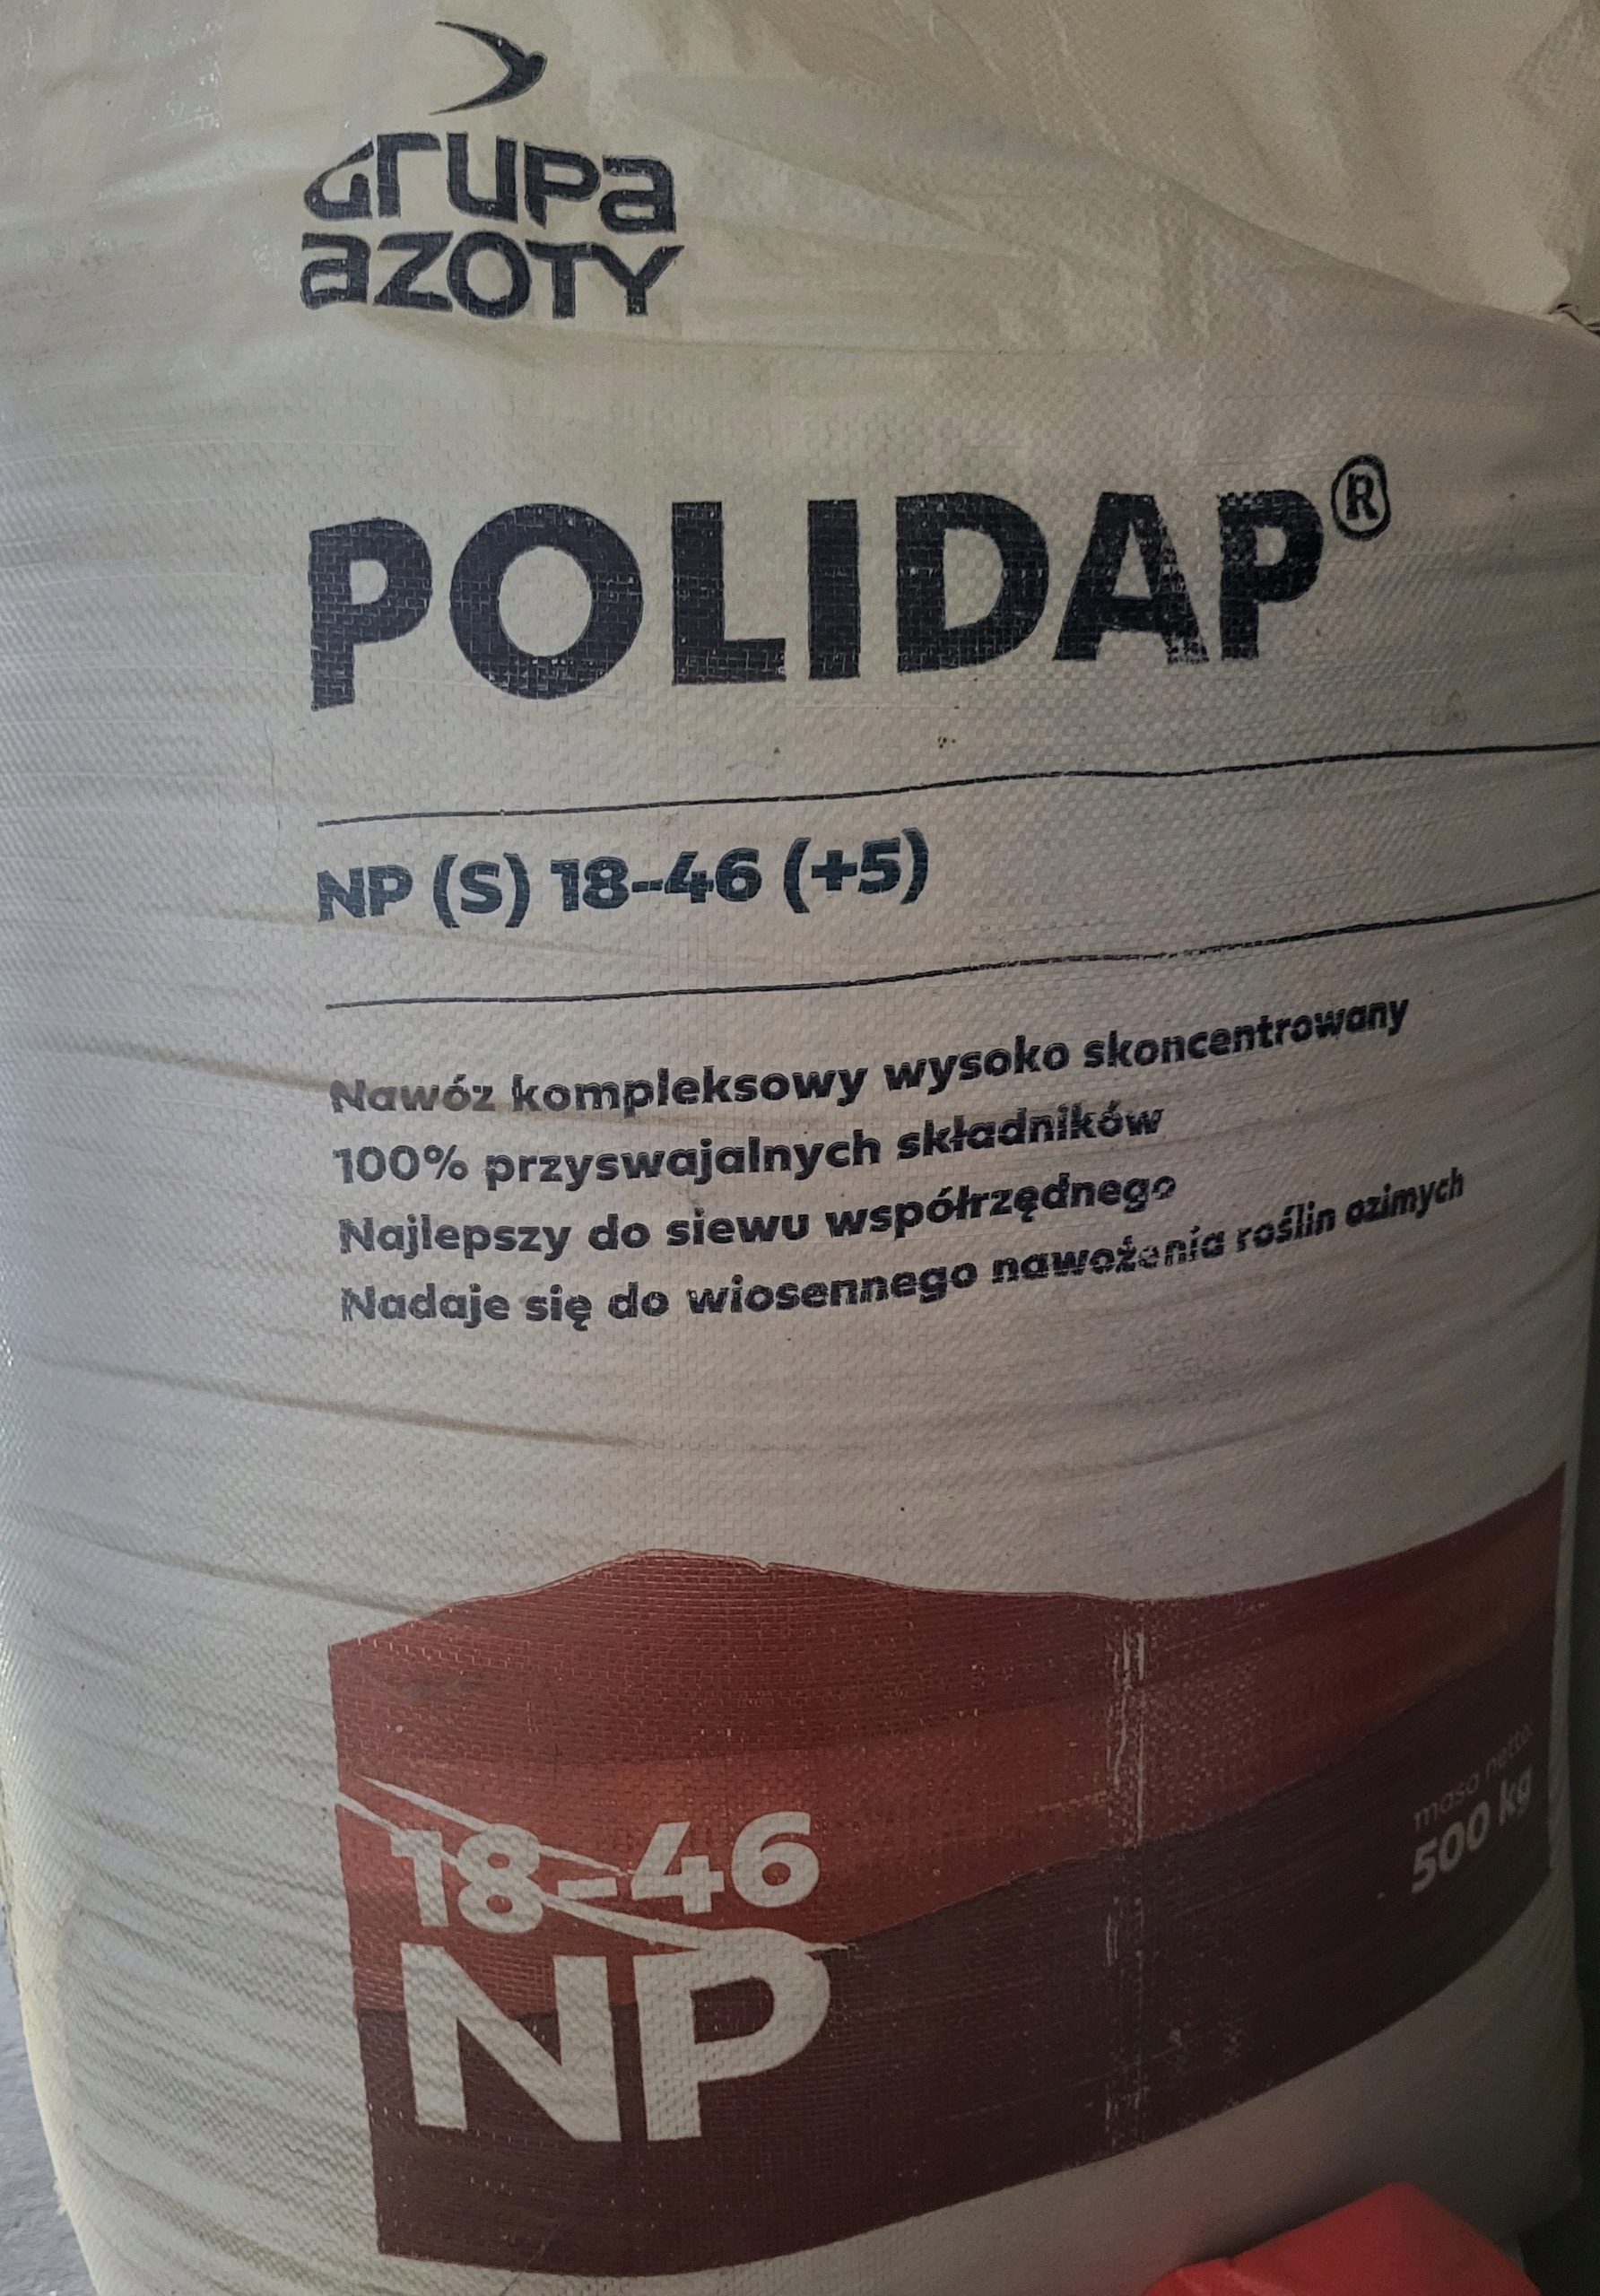 Grupa
azoty
POLIDAP®
NP (S) 18-46 (+5)
Nawóz kompleksowy wysoko skoncentrowany
100% przyswajalnych składników
Najlepszy do siewu współrzędnego
Nadaje się do wiosennego nawożenia roślin ozimych
masa netto:
500 kg
18-46
NP